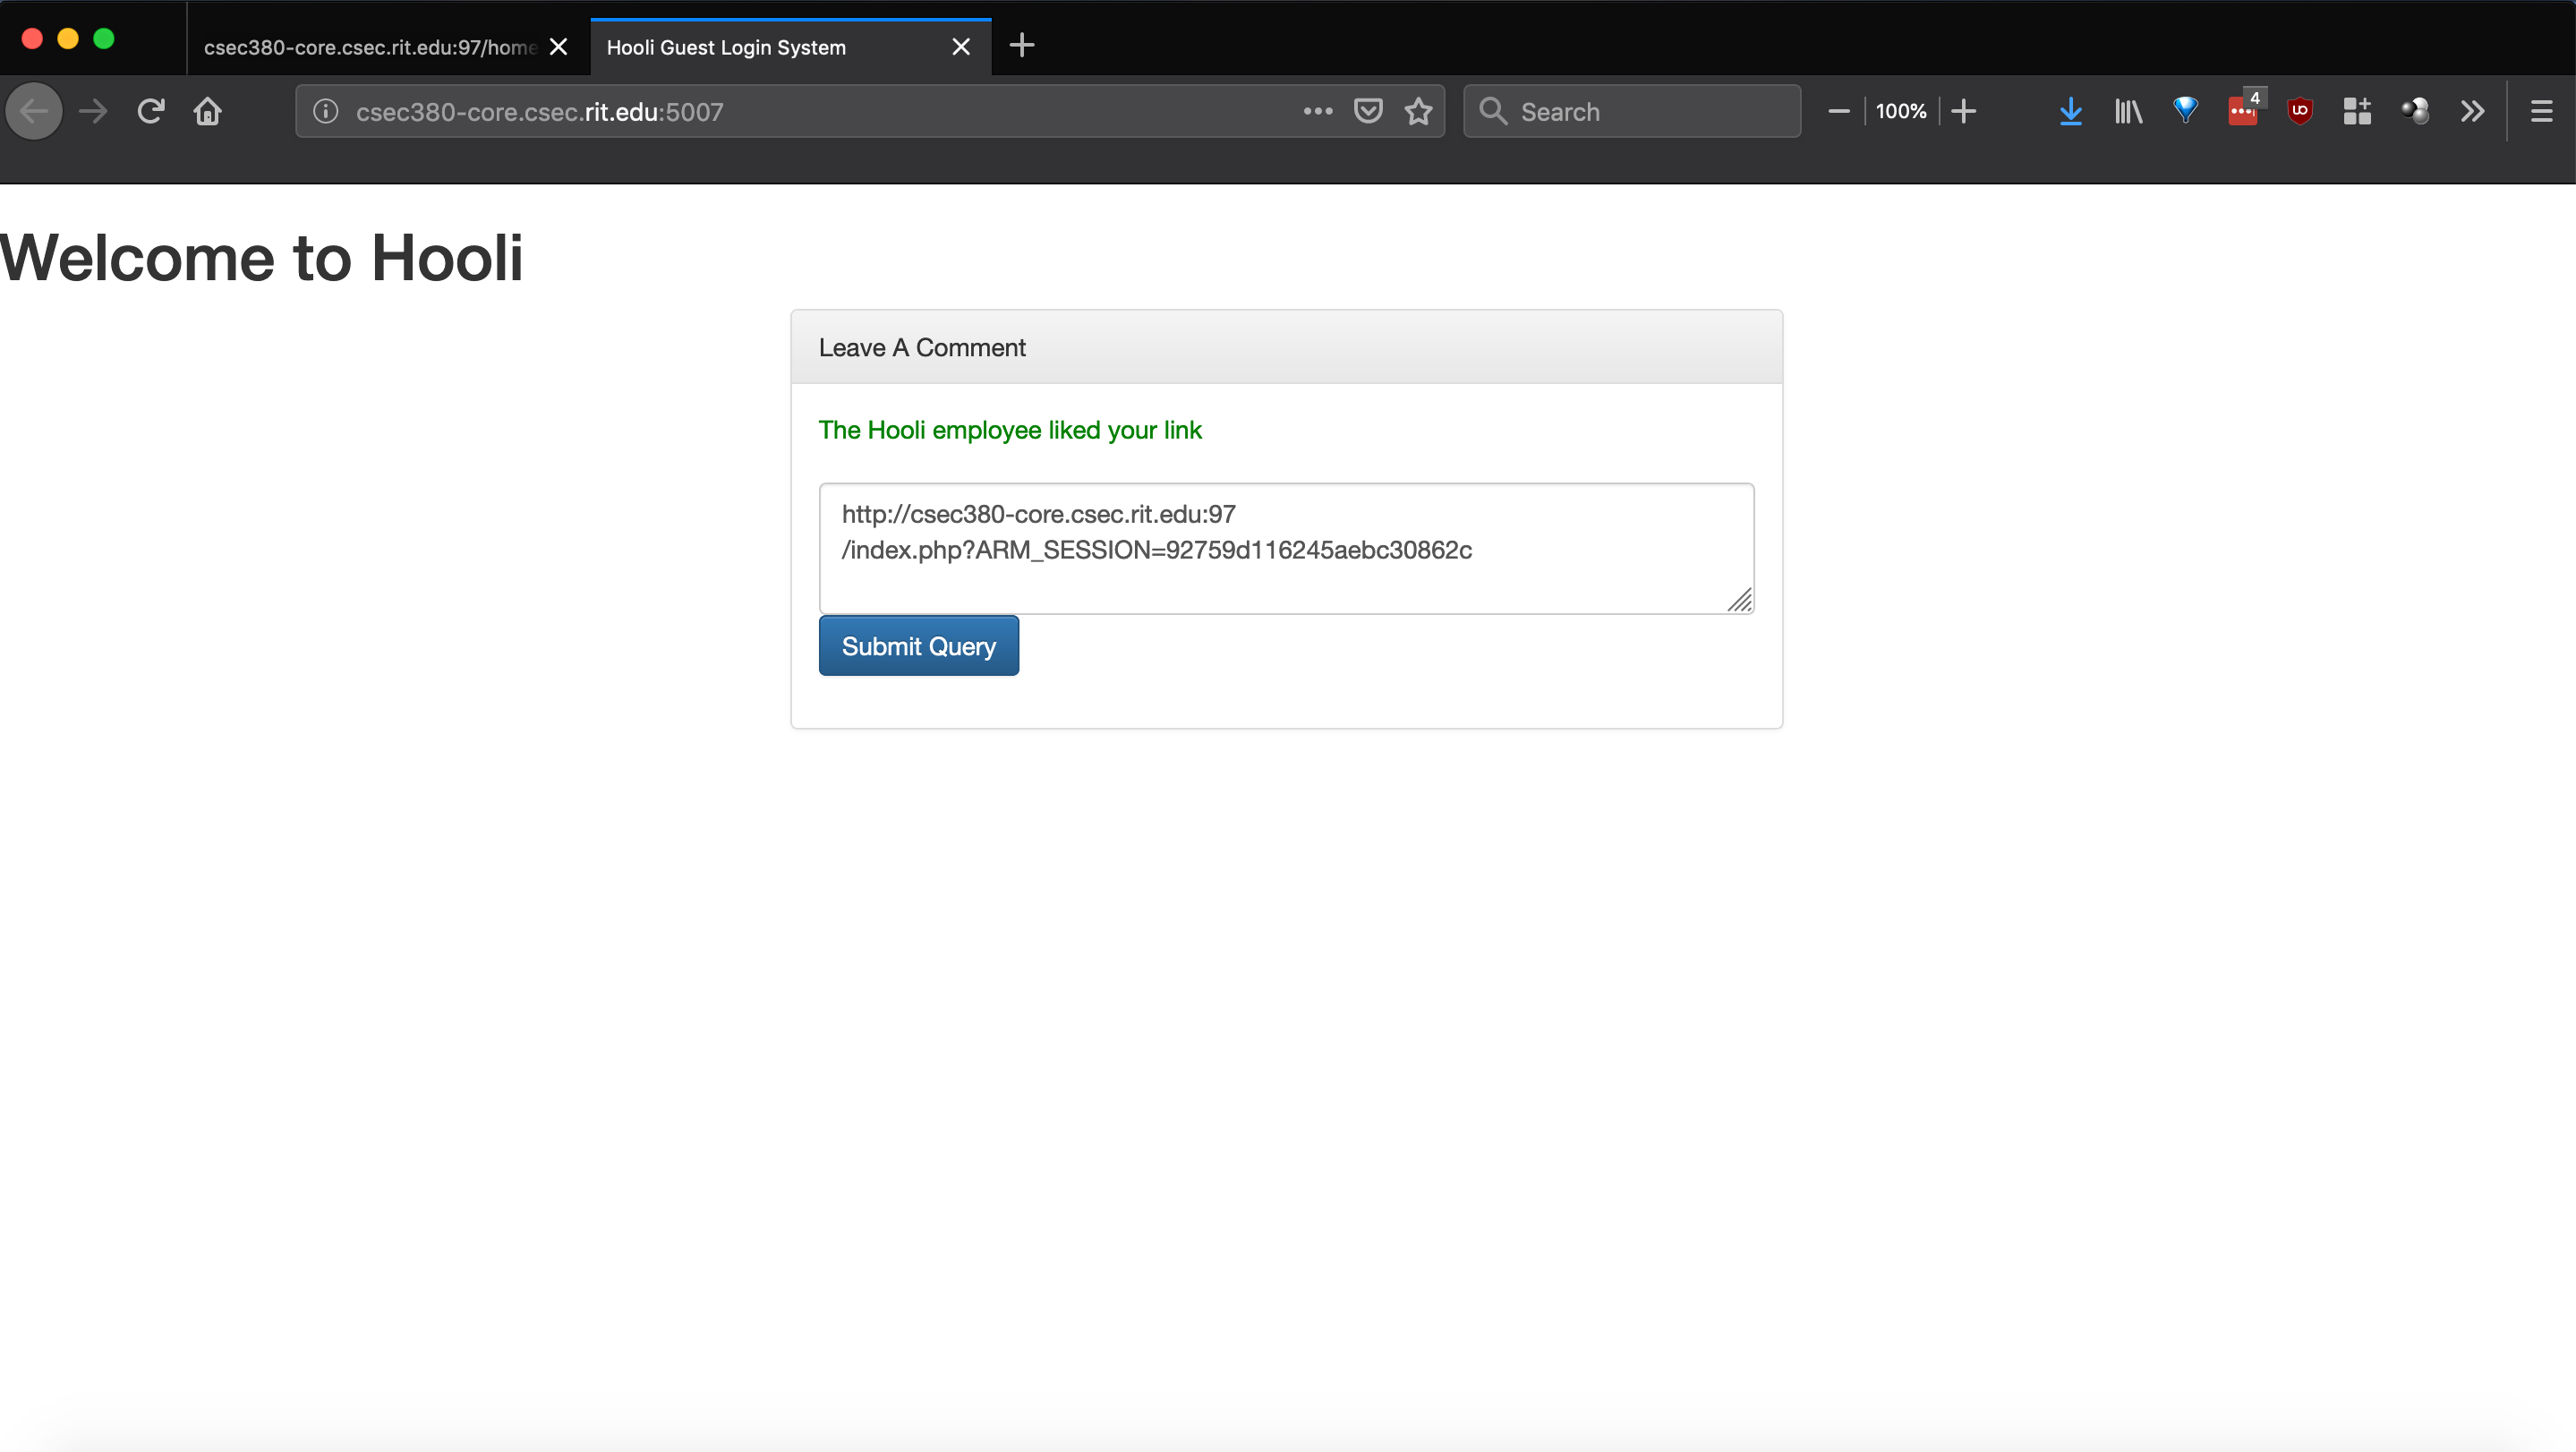 csec380-core.csec.rit.edu:97/home
Hooli Guest Login System
csec380-core.csec.rit.edu:5007
Search
100%
4
Welcome to Hooli
Leave A Comment
The Hooli employee liked your link
http://csec380-core.csec.rit.edu:97
/index.php?ARM_SESSION=92759d116245aebc30862c
Submit Query